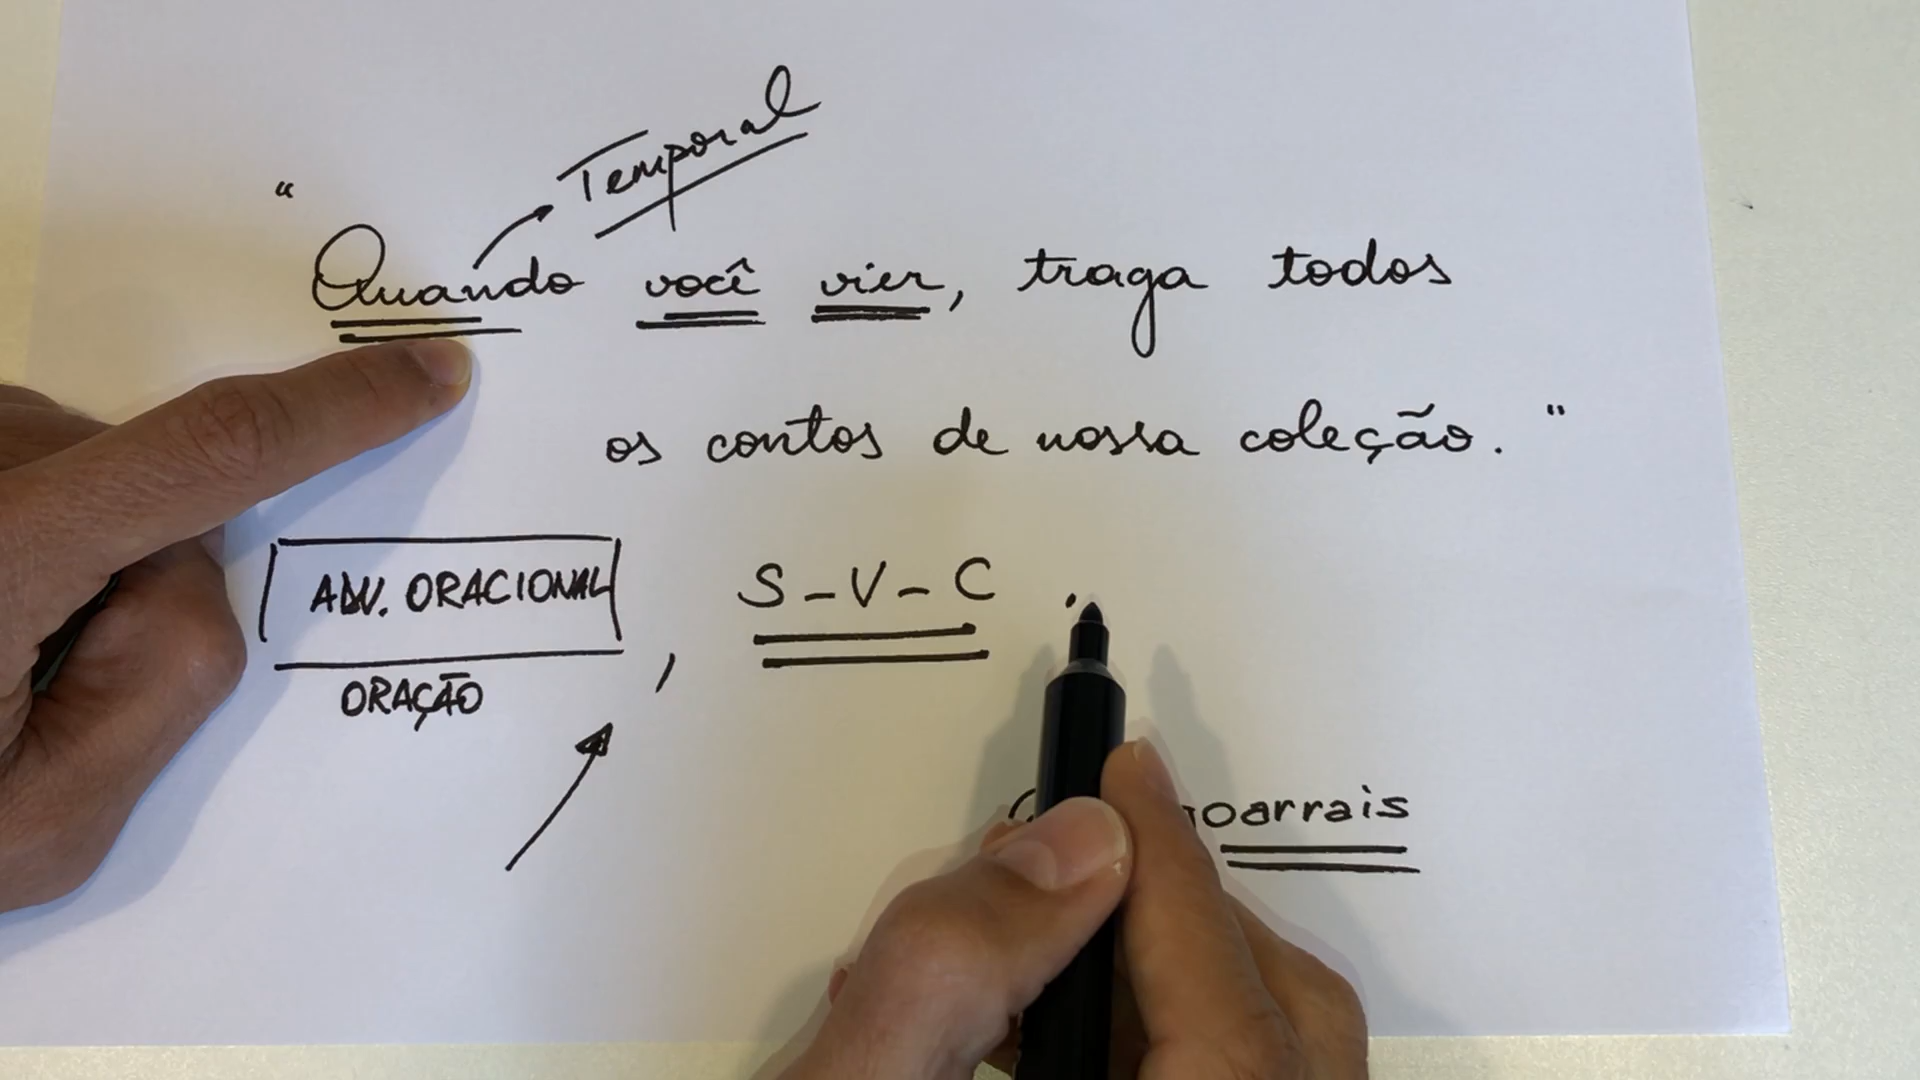 Temporal
"Quando você vier, traga todos
os contos de nossa coleção."
ADV. ORACIONAL , S-V-C .
ORAÇÃO